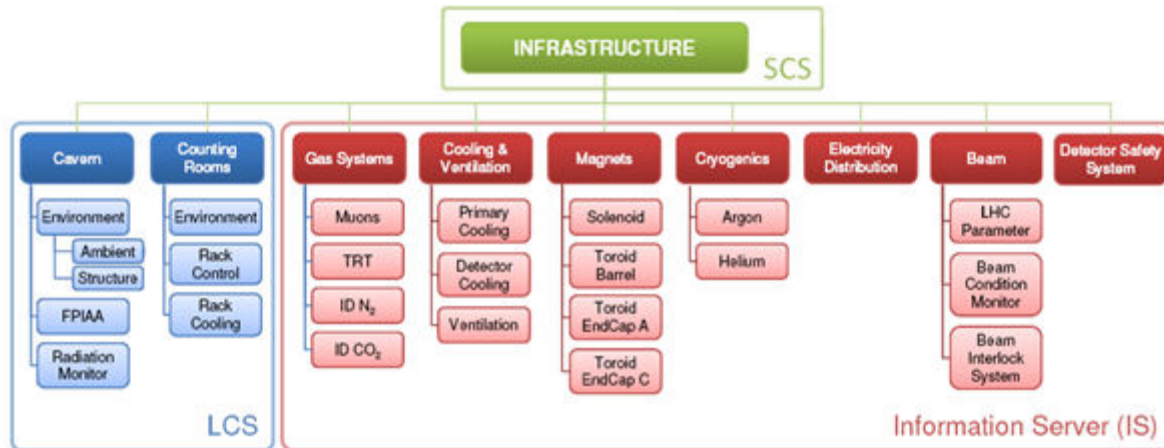 INFRASTRUCTURE
SCS
Cavern
Environment
Ambient
Structure
FPIAA
Radiation
Monitor
Counting
Rooms
Environment
Rack
Control
Rack
Cooling
LCS
Gas Systems
Muons
TRT
ID N₂
ID CO₂
Cooling &
Ventilation
Primary
Cooling
Detector
Cooling
Ventilation
Magnets
Solenoid
Toroid
Barrel
Toroid
EndCap A
Toroid
EndCap C
Cryogenics
Argon
Helium
Electricity
Distribution
Beam
LHC
Parameter
Beam
Condition
Monitor
Beam
Interlock
System
Detector Safety
System
Information Server (IS)